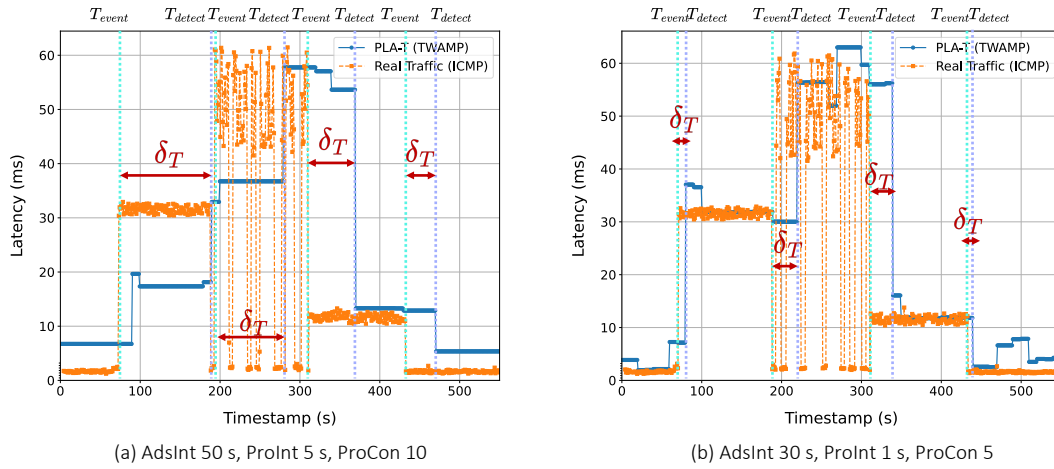 T_event T_detect T_event T_detect T_event T_detect T_event T_detect
60
50
40
30
20
10
0
Latency (ms)
PLA-T (TWAMP)
Real Traffic (ICMP)
δ_T
δ_T
δ_T
δ_T
0 100 200 300 400 500
Timestamp (s)
(a) AdsInt 50 s, ProInt 5 s, ProCon 10
T_event T_detect T_event T_detect T_event T_detect T_event T_detect
60
50
40
30
20
10
0
Latency (ms)
PLA-T (TWAMP)
Real Traffic (ICMP)
δ_T
δ_T
δ_T
δ_T
0 100 200 300 400 500
Timestamp (s)
(b) AdsInt 30 s, ProInt 1 s, ProCon 5